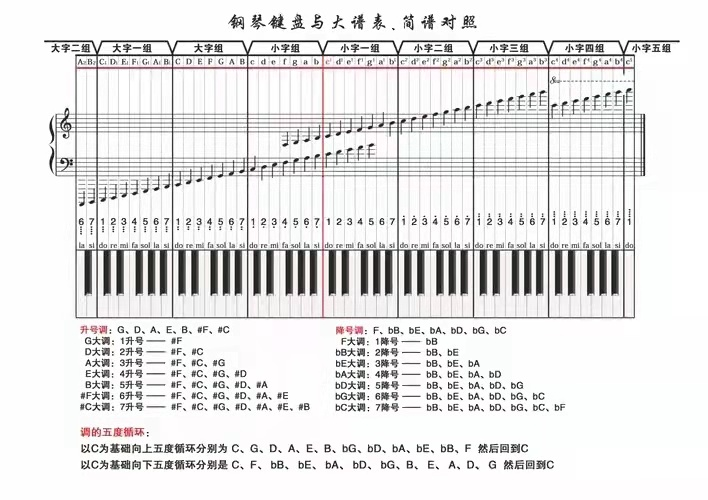 钢琴键盘与大谱表、简谱对照
大字二组 大字一组 大字组 小字组 小字一组 小字二组 小字三组 小字四组 小字五组
A₂ B₂ C₁ D₁ E₁ F₁ G₁ A₁ B₁ C D E F G A B c d e f g a b c¹ d¹ e¹ f¹ g¹ a¹ b¹ c² d² e² f² g² a² b² c³ d³ e³ f³ g³ a³ b³ c⁴ d⁴ e⁴ f⁴ g⁴ a⁴ b⁴ c⁵
6 7 1 2 3 4 5 6 7 1 2 3 4 5 6 7 1 2 3 4 5 6 7 1 2 3 4 5 6 7 1 2 3 4 5 6 7 1 2 3 4 5 6 7 1 2 3 4 5 6 7 1
la si do re mi fa sol la si do re mi fa sol la si do re mi fa sol la si do re mi fa sol la si do re mi fa sol la si do re mi fa sol la si do re mi fa sol la si do
升号调：G、D、A、E、B、#F、#C
G大调：1升号 —— #F
D大调：2升号 —— #F、#C
A大调：3升号 —— #F、#C、#G
E大调：4升号 —— #F、#C、#G、#D
B大调：5升号 —— #F、#C、#G、#D、#A
#F大调：6升号 —— #F、#C、#G、#D、#A、#E
#C大调：7升号 —— #F、#C、#G、#D、#A、#E、#B
降号调：F、bB、bE、bA、bD、bG、bC
F大调：1降号—— bB
bB大调：2降号—— bB、bE
bE大调：3降号—— bB、bE、bA
bA大调：4降号—— bB、bE、bA、bD
bD大调：5降号—— bB、bE、bA、bD、bG
bG大调：6降号—— bB、bE、bA、bD、bG、bC
bC大调：7降号—— bB、bE、bA、bD、bG、bC、bF
调的五度循环：
以C为基础向上五度循环分别为 C、G、D、A、E、B、bG、bD、bA、bE、bB、F 然后回到C
以C为基础向下五度循环分别是 C、F、bB、bE、bA、bD、bG、B、E、A、D、G 然后回到C